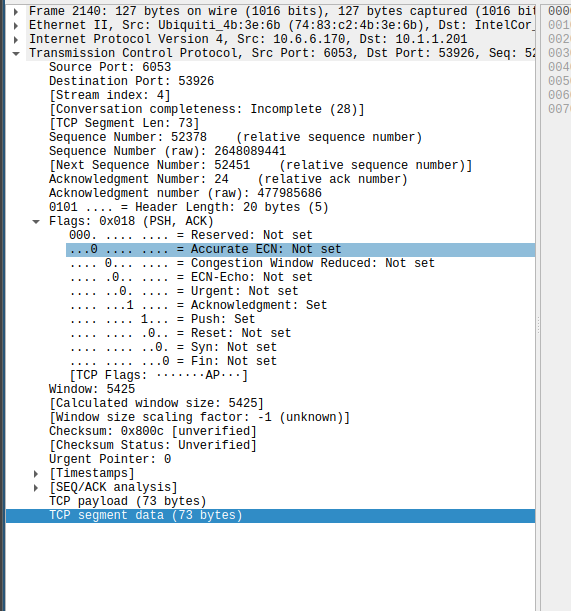 Frame 2140: 127 bytes on wire (1016 bits), 127 bytes captured (1016 bit
Ethernet II, Src: Ubiquiti_4b:3e:6b (74:83:c2:4b:3e:6b), Dst: IntelCor_
Internet Protocol Version 4, Src: 10.6.6.170, Dst: 10.1.1.201
Transmission Control Protocol, Src Port: 6053, Dst Port: 53926, Seq: 52
Source Port: 6053
Destination Port: 53926
[Stream index: 4]
[Conversation completeness: Incomplete (28)]
[TCP Segment Len: 73]
Sequence Number: 52378 (relative sequence number)
Sequence Number (raw): 2648089441
[Next Sequence Number: 52451 (relative sequence number)]
Acknowledgment Number: 24 (relative ack number)
Acknowledgment number (raw): 477985686
0101 .... = Header Length: 20 bytes (5)
Flags: 0x018 (PSH, ACK)
000. .... .... = Reserved: Not set
...0 .... .... = Accurate ECN: Not set
.... 0... .... = Congestion Window Reduced: Not set
.... .0.. .... = ECN-Echo: Not set
.... ..0. .... = Urgent: Not set
.... ...1 .... = Acknowledgment: Set
.... .... 1... = Push: Set
.... .... .0.. = Reset: Not set
.... .... ..0. = Syn: Not set
.... .... ...0 = Fin: Not set
[TCP Flags: ·······AP···]
Window: 5425
[Calculated window size: 5425]
[Window size scaling factor: -1 (unknown)]
Checksum: 0x800c [unverified]
[Checksum Status: Unverified]
Urgent Pointer: 0
[Timestamps]
[SEQ/ACK analysis]
TCP payload (73 bytes)
TCP segment data (73 bytes)
000
001
002
003
004
005
006
007